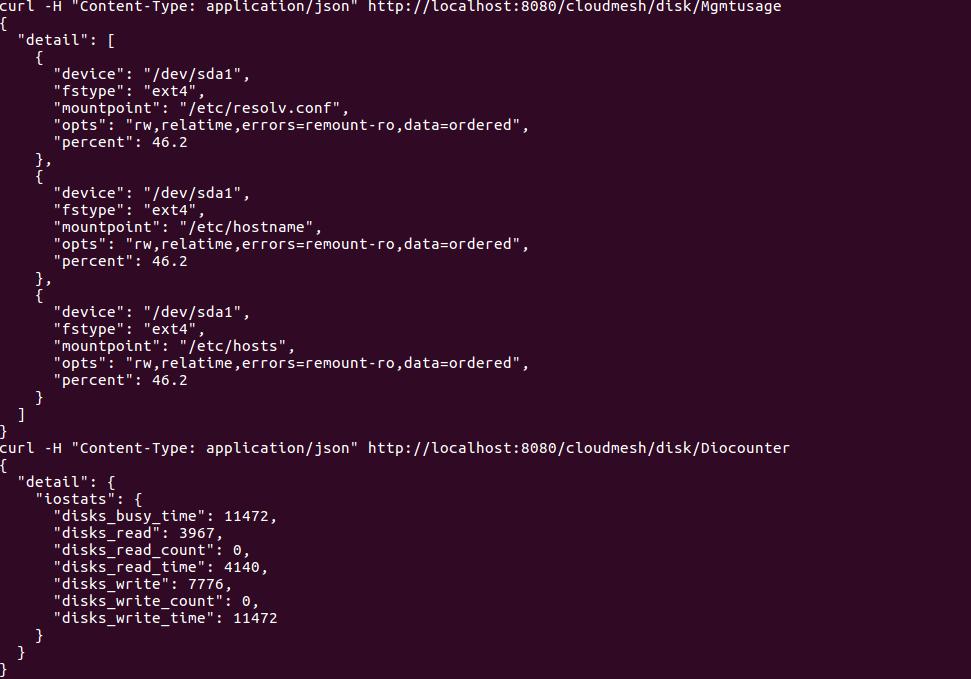 curl -H "Content-Type: application/json" http://localhost:8080/cloudmesh/disk/Mgmtusage
{
  "detail": [
    {
      "device": "/dev/sda1",
      "fstype": "ext4",
      "mountpoint": "/etc/resolv.conf",
      "opts": "rw,relatime,errors=remount-ro,data=ordered",
      "percent": 46.2
    },
    {
      "device": "/dev/sda1",
      "fstype": "ext4",
      "mountpoint": "/etc/hostname",
      "opts": "rw,relatime,errors=remount-ro,data=ordered",
      "percent": 46.2
    },
    {
      "device": "/dev/sda1",
      "fstype": "ext4",
      "mountpoint": "/etc/hosts",
      "opts": "rw,relatime,errors=remount-ro,data=ordered",
      "percent": 46.2
    }
  ]
}
curl -H "Content-Type: application/json" http://localhost:8080/cloudmesh/disk/Diocounter
{
  "detail": {
    "iostats": {
      "disks_busy_time": 11472,
      "disks_read": 3967,
      "disks_read_count": 0,
      "disks_read_time": 4140,
      "disks_write": 7776,
      "disks_write_count": 0,
      "disks_write_time": 11472
    }
  }
}